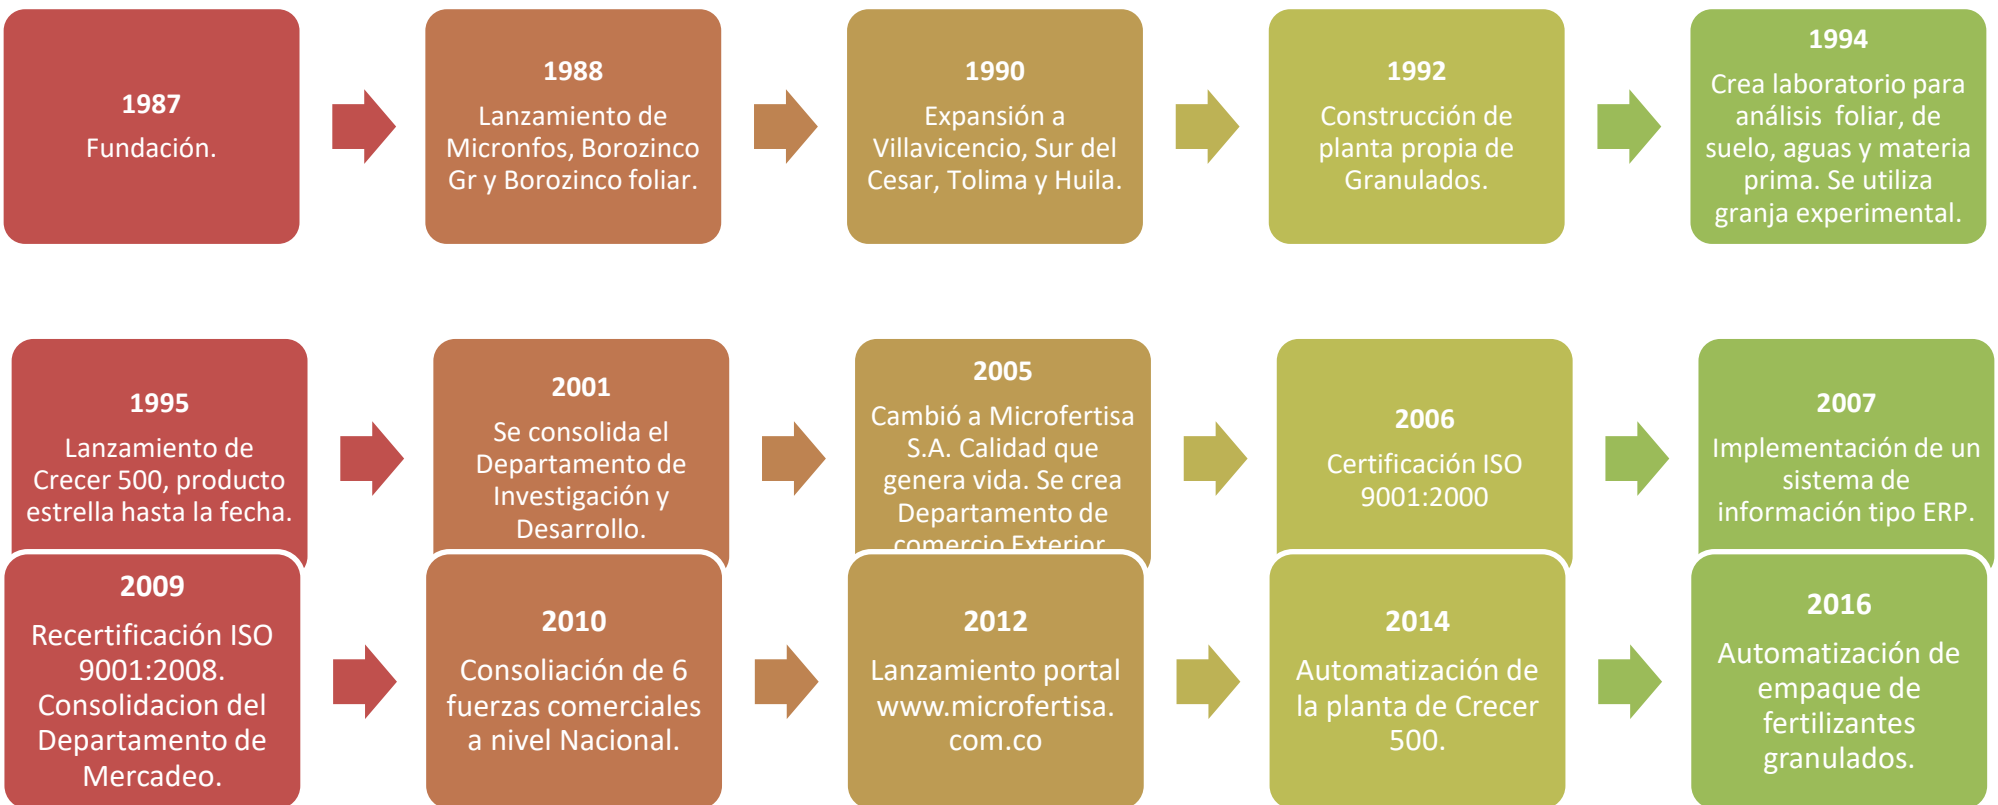 1987
Fundación.
1988
Lanzamiento de
Micronfos, Borozinco
Gr y Borozinco foliar.
1990
Expansión a
Villavicencio, Sur del
Cesar, Tolima y Huila.
1992
Construcción de
planta propia de
Granulados.
1994
Crea laboratorio para
análisis foliar, de
suelo, aguas y materia
prima. Se utiliza
granja experimental.
1995
Lanzamiento de
Crecer 500, producto
estrella hasta la fecha.
2001
Se consolida el
Departamento de
Investigación y
Desarrollo.
2005
Cambió a Microfertisa
S.A. Calidad que
genera vida. Se crea
Departamento de
comercio Exterior
2006
Certificación ISO
9001:2000
2007
Implementación de un
sistema de
información tipo ERP.
2009
Recertificación ISO
9001:2008.
Consolidacion del
Departamento de
Mercadeo.
2010
Consoliación de 6
fuerzas comerciales
a nivel Nacional.
2012
Lanzamiento portal
www.microfertisa.
com.co
2014
Automatización de
la planta de Crecer
500.
2016
Automatización de
empaque de
fertilizantes
granulados.